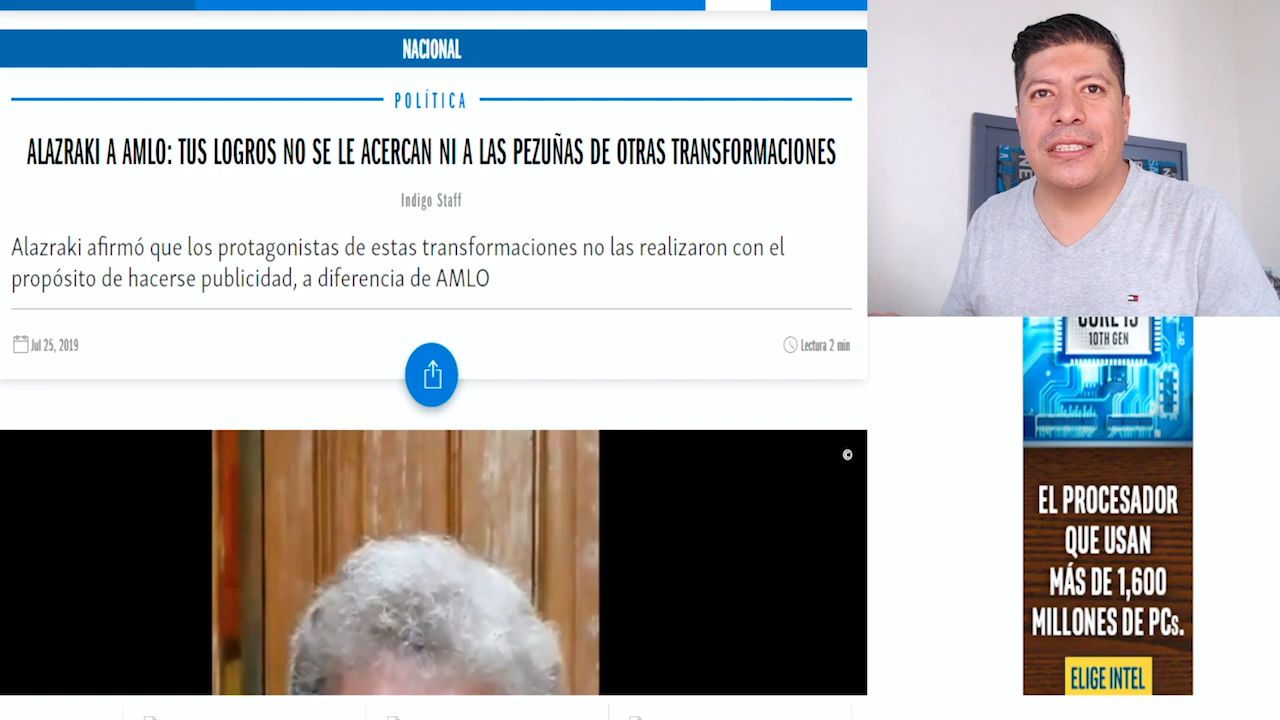 NACIONAL
POLÍTICA
ALAZRAKI A AMLO: TUS LOGROS NO SE LE ACERCAN NI A LAS PEZUÑAS DE OTRAS TRANSFORMACIONES
Indigo Staff
Alazraki afirmó que los protagonistas de estas transformaciones no las realizaron con el
propósito de hacerse publicidad, a diferencia de AMLO
Jul 25, 2019
Lectura 2 min
©
CORE i5
10TH GEN
EL PROCESADOR
QUE USAN
MÁS DE 1,600
MILLONES DE PCs.
ELIGE INTEL